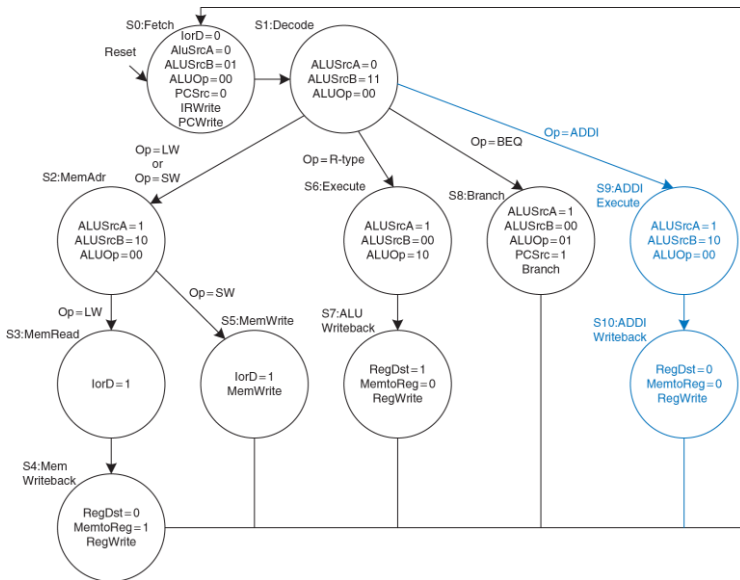 S0:Fetch
IorD=0
AluSrcA=0
ALUSrcB=01
ALUOp=00
PCSrc=0
IRWrite
PCWrite
Reset
S1:Decode
ALUSrcA=0
ALUSrcB=11
ALUOp=00
Op=LW
or
Op=SW
Op=R-type
Op=BEQ
Op=ADDI
S2:MemAdr
ALUSrcA=1
ALUSrcB=10
ALUOp=00
S6:Execute
ALUSrcA=1
ALUSrcB=00
ALUOp=10
S8:Branch
ALUSrcA=1
ALUSrcB=00
ALUOp=01
PCSrc=1
Branch
S9:ADDI
Execute
ALUSrcA=1
ALUSrcB=10
ALUOp=00
Op=LW
Op=SW
S3:MemRead
IorD=1
S5:MemWrite
IorD=1
MemWrite
S7:ALU
Writeback
RegDst=1
MemtoReg=0
RegWrite
S10:ADDI
Writeback
RegDst=0
MemtoReg=0
RegWrite
S4:Mem
Writeback
RegDst=0
MemtoReg=1
RegWrite